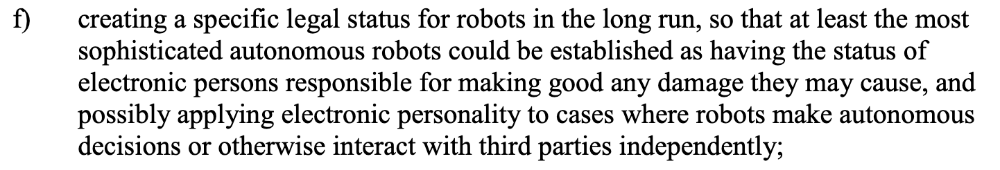 f) creating a specific legal status for robots in the long run, so that at least the most
sophisticated autonomous robots could be established as having the status of
electronic persons responsible for making good any damage they may cause, and
possibly applying electronic personality to cases where robots make autonomous
decisions or otherwise interact with third parties independently;